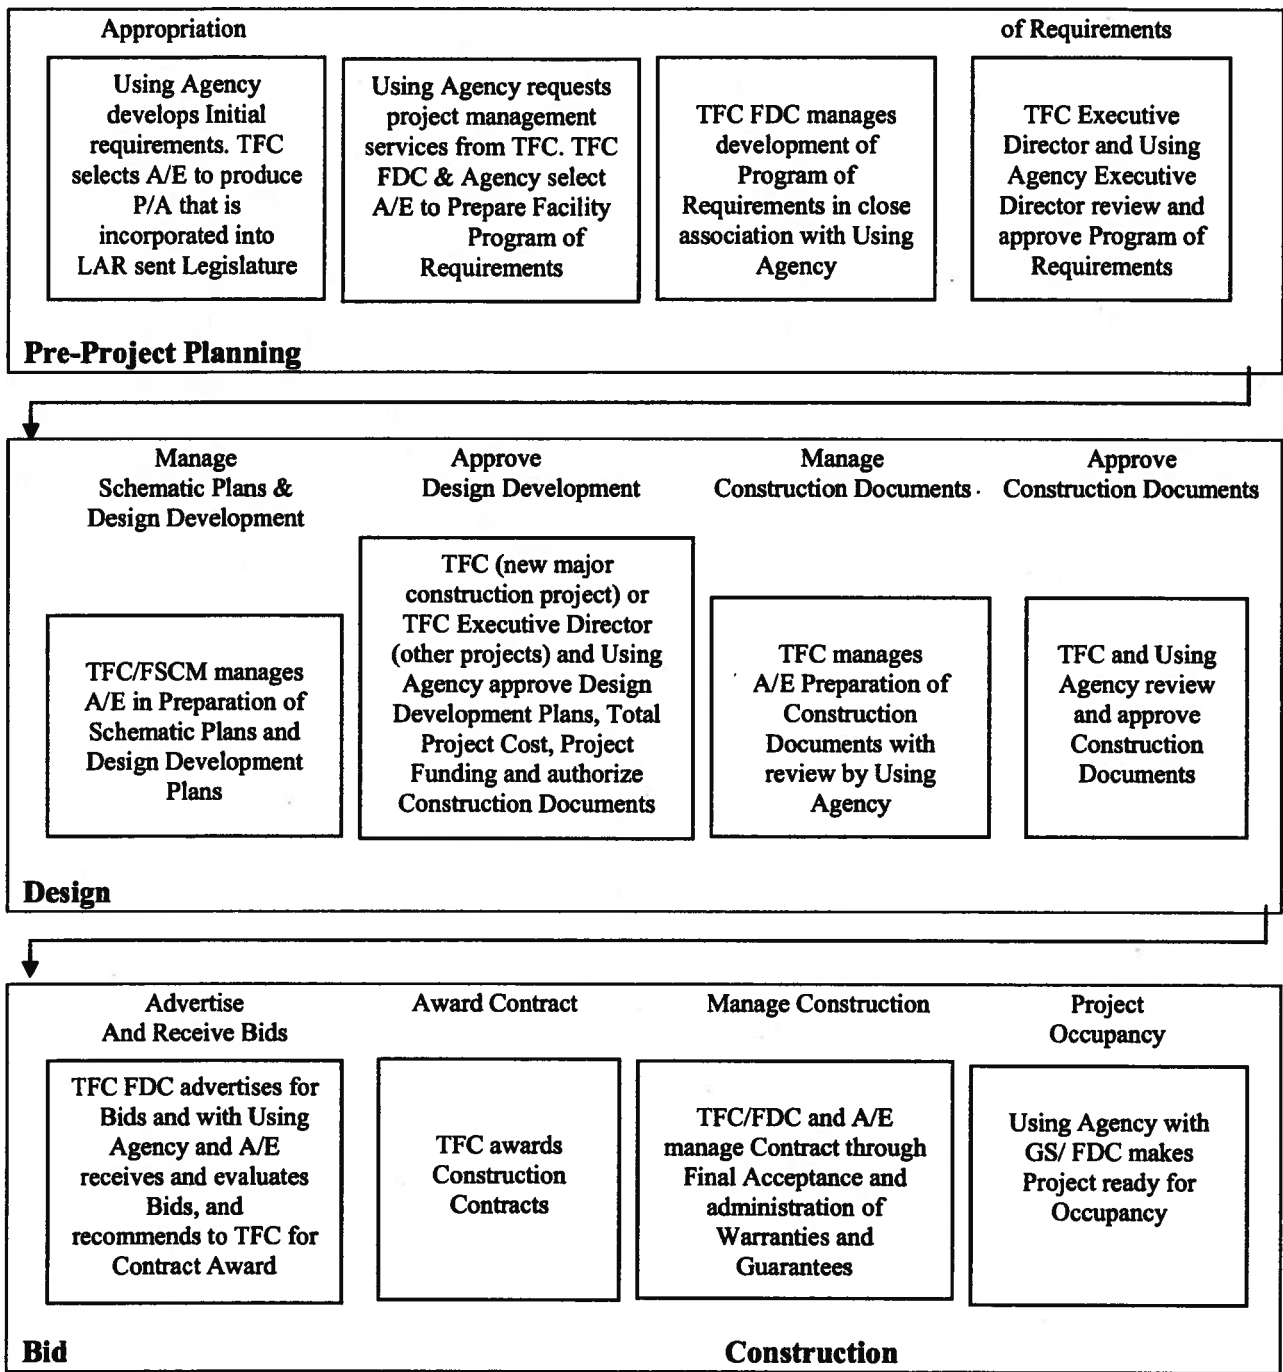 Appropriation
of Requirements
Using Agency
develops Initial
requirements. TFC
selects A/E to produce
P/A that is
incorporated into
LAR sent Legislature
Using Agency requests
project management
services from TFC. TFC
FDC & Agency select
A/E to Prepare Facility
Program of
Requirements
TFC FDC manages
development of
Program of
Requirements in close
association with Using
Agency
TFC Executive
Director and Using
Agency Executive
Director review and
approve Program of
Requirements
Pre-Project Planning
Manage
Schematic Plans &
Design Development
Approve
Design Development
Manage
Construction Documents
Approve
Construction Documents
TFC/FSCM manages
A/E in Preparation of
Schematic Plans and
Design Development
Plans
TFC (new major
construction project) or
TFC Executive Director
(other projects) and Using
Agency approve Design
Development Plans, Total
Project Cost, Project
Funding and authorize
Construction Documents
TFC manages
A/E Preparation of
Construction
Documents with
review by Using
Agency
TFC and Using
Agency review
and approve
Construction
Documents
Design
Advertise
And Receive Bids
Award Contract
Manage Construction
Project
Occupancy
TFC FDC advertises for
Bids and with Using
Agency and A/E
receives and evaluates
Bids, and
recommends to TFC for
Contract Award
TFC awards
Construction
Contracts
TFC/FDC and A/E
manage Contract through
Final Acceptance and
administration of
Warranties and
Guarantees
Using Agency with
GS/ FDC makes
Project ready for
Occupancy
Bid
Construction